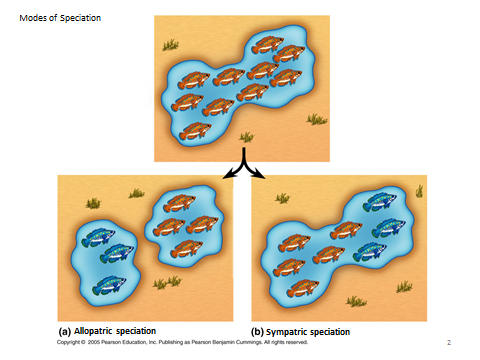 Modes of Speciation
(a) Allopatric speciation
(b) Sympatric speciation
Copyright © 2005 Pearson Education, Inc. Publishing as Pearson Benjamin Cummings. All rights reserved.
2